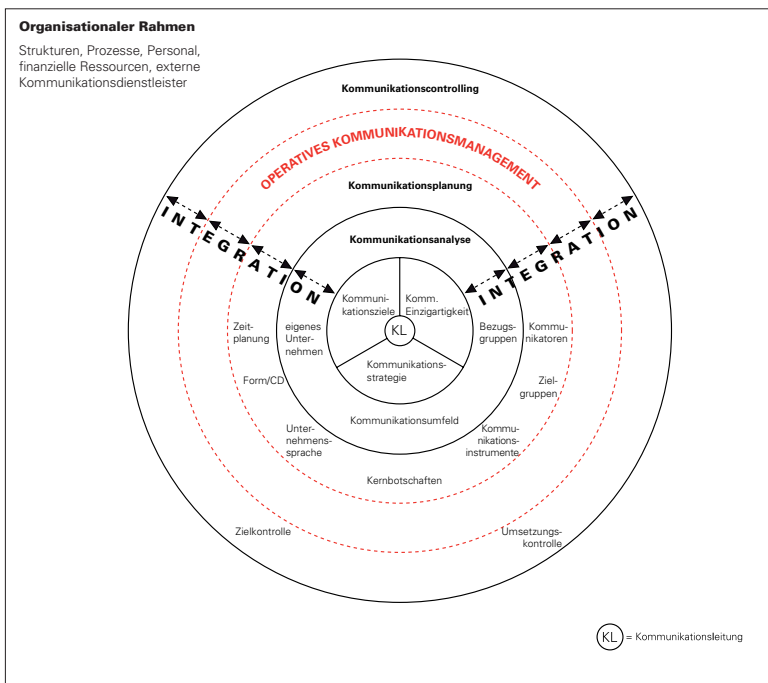 Organisationaler Rahmen
Strukturen, Prozesse, Personal,
finanzielle Ressourcen, externe
Kommunikationsdienstleister
Kommunikationscontrolling
OPERATIVES KOMMUNIKATIONSMANAGEMENT
Kommunikationsplanung
INTEGRATION
INTEGRATION
Kommunikationsanalyse
Kommuni-
kationsziele
Komm.
Einzigartigkeit
KL
Kommunikations-
strategie
Zeit-
planung
eigenes
Unter-
nehmen
Bezugs-
gruppen
Kommu-
nikatoren
Form/CD
Ziel-
gruppen
Kommunikationsumfeld
Unter-
nehmens-
sprache
Kommu-
nikations-
instrumente
Kernbotschaften
Zielkontrolle
Umsetzungs-
kontrolle
KL = Kommunikationsleitung